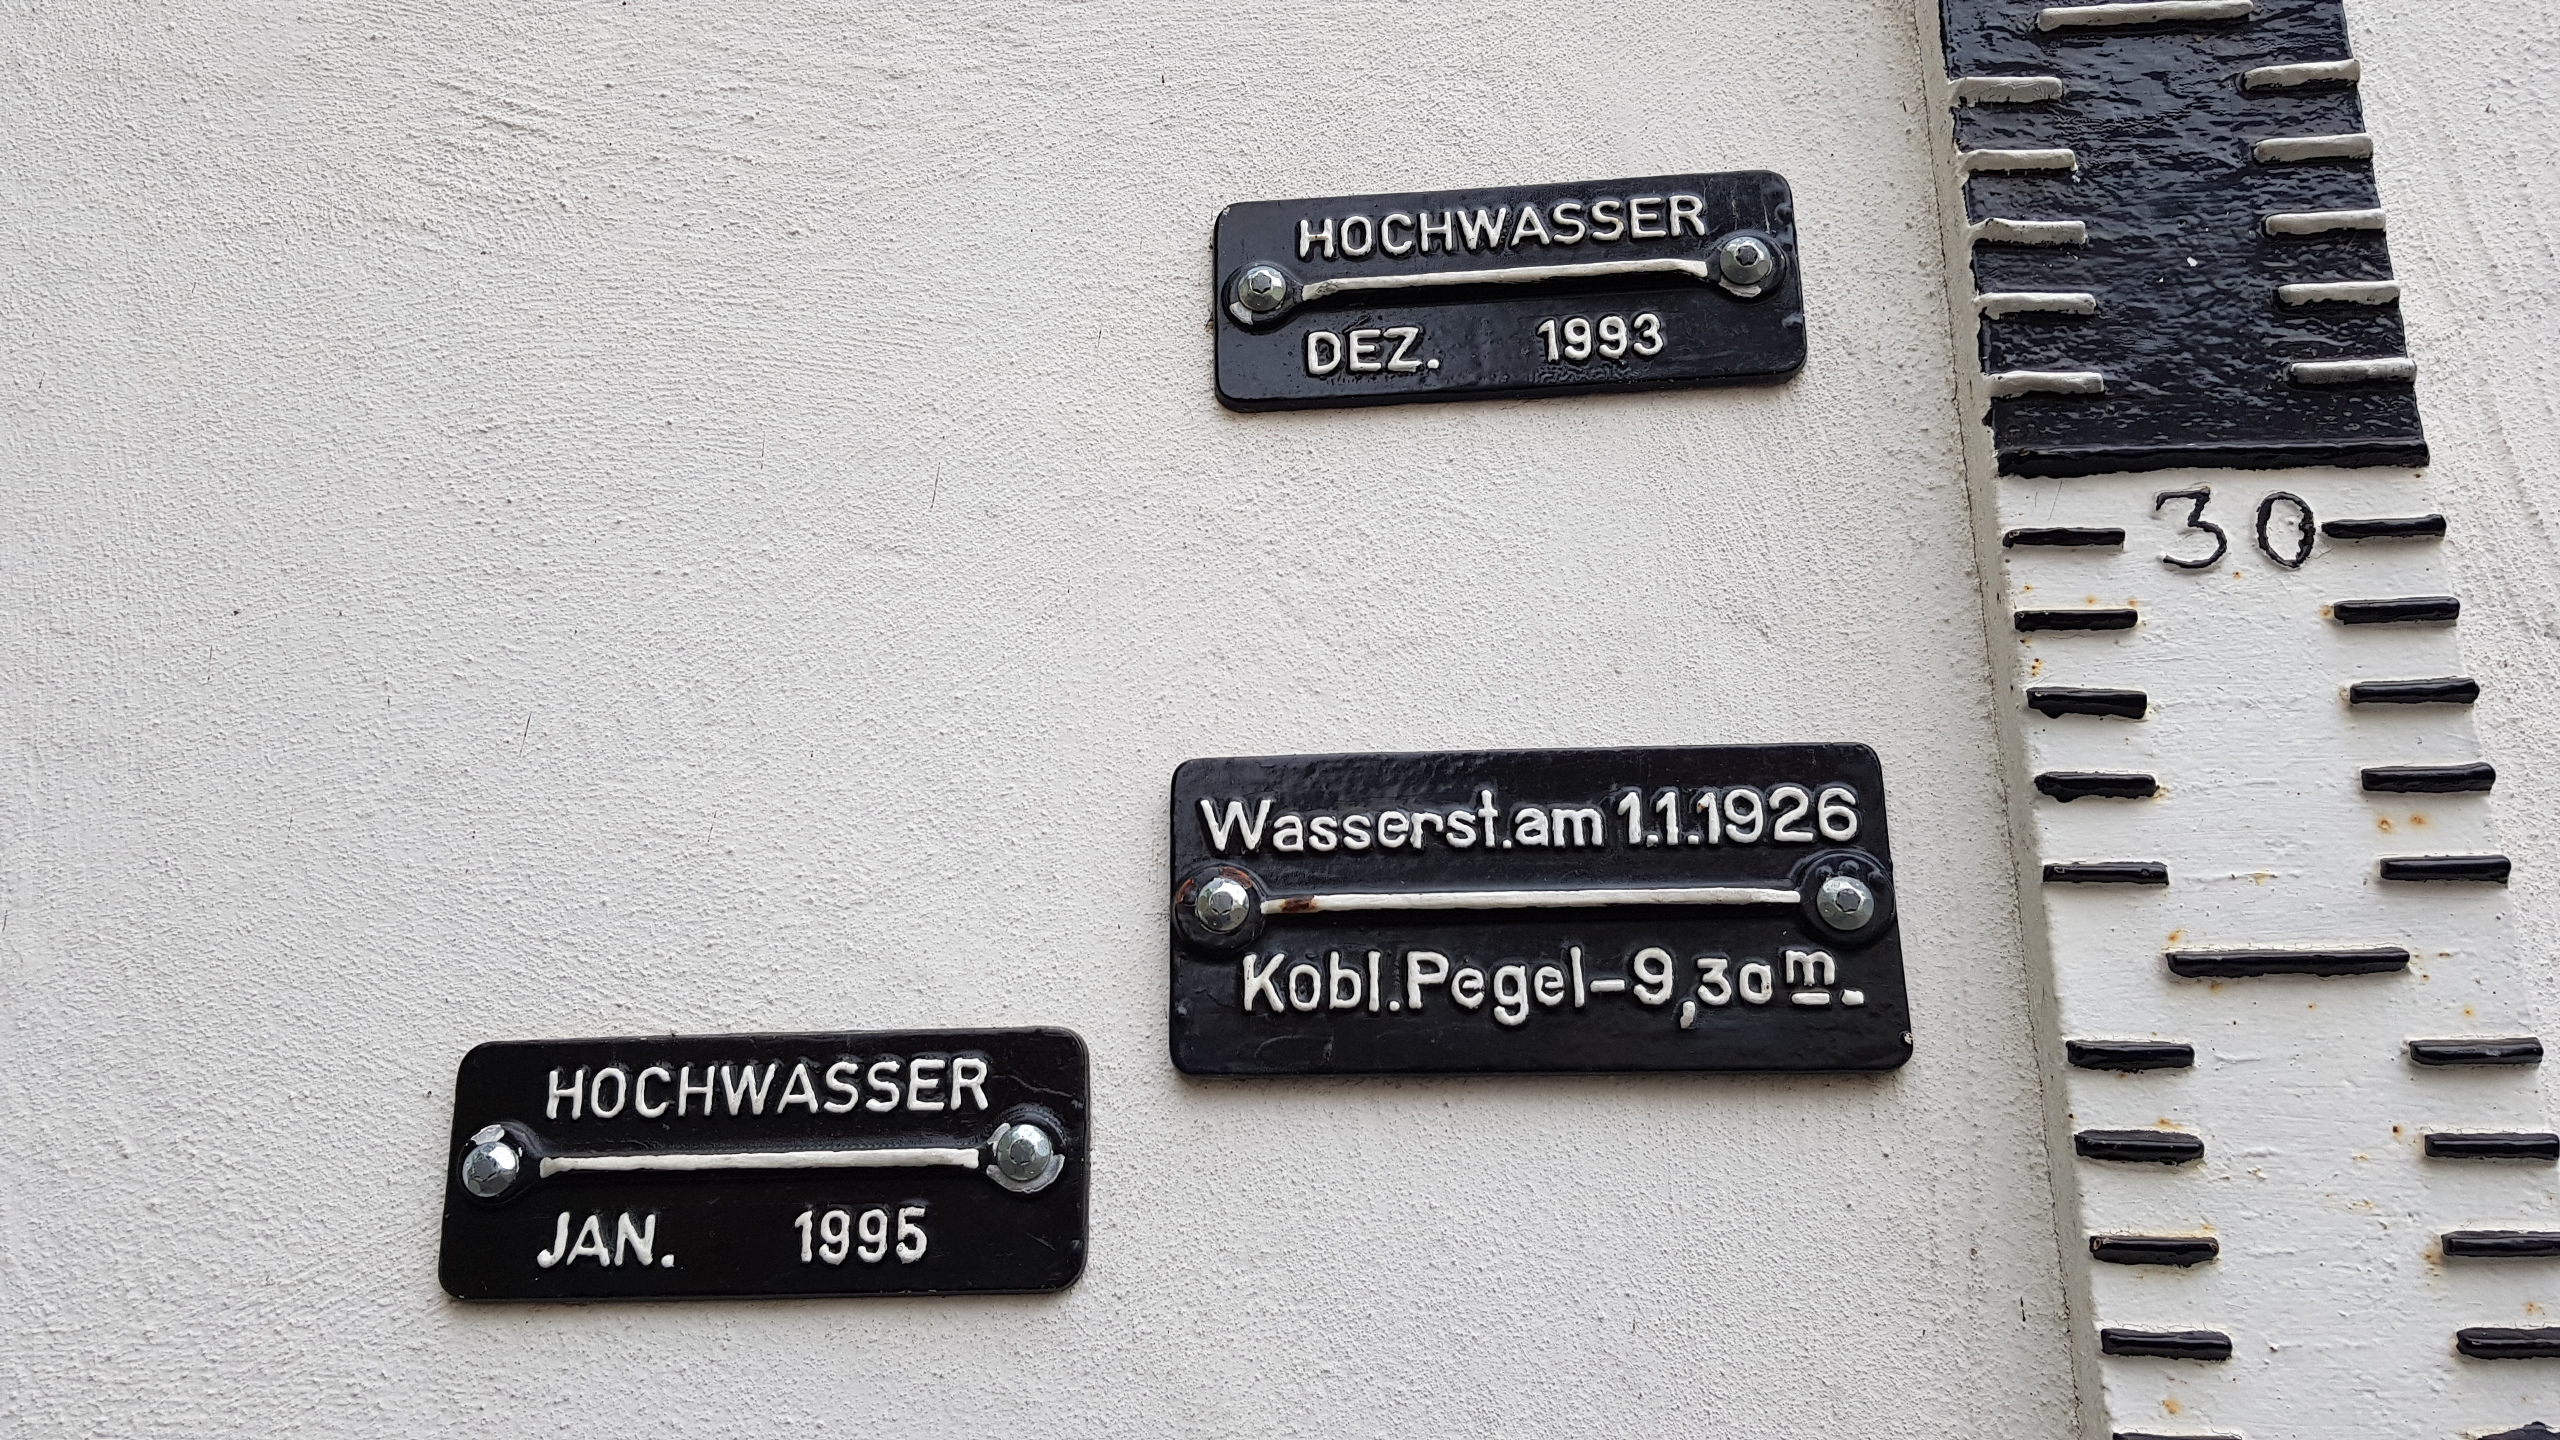 HOCHWASSER
DEZ. 1993
30
Wasserst.am 1.1.1926
Kobl.Pegel-9,30m.
HOCHWASSER
JAN. 1995